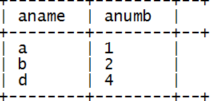 +-------+-------+--+
| aname | anumb |
+-------+-------+--+
| a | 1 |
| b | 2 |
| d | 4 |
+-------+-------+--+